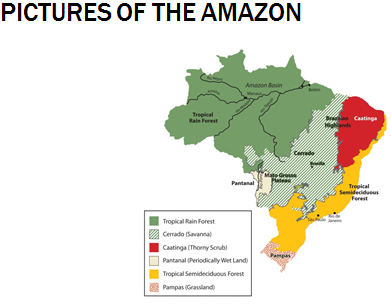 PICTURES OF THE AMAZON
Amazon Basin
Belém
Manaus
Tropical
Rain Forest
Brazilian
Highlands
Caatinga
Cerrado
Brasília
Pantanal
Mato Grosso
Plateau
Tropical
Semideciduous
Forest
São Paulo
Rio de
Janeiro
Pampas
Tropical Rain Forest
Cerrado (Savanna)
Caatinga (Thorny Scrub)
Pantanal (Periodically Wet Land)
Tropical Semideciduous Forest
Pampas (Grassland)